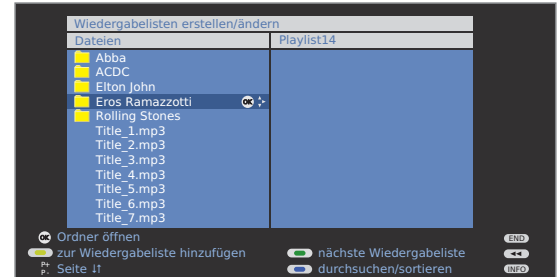 Wiedergabelisten erstellen/ändern
Dateien
Playlist14
Abba
ACDC
Elton John
Eros Ramazzotti OK
Rolling Stones
Title_1.mp3
Title_2.mp3
Title_3.mp3
Title_4.mp3
Title_5.mp3
Title_6.mp3
Title_7.mp3
OK Ordner öffnen END
zur Wiedergabeliste hinzufügen nächste Wiedergabeliste
P+ P- Seite ↓↑ durchsuchen/sortieren INFO